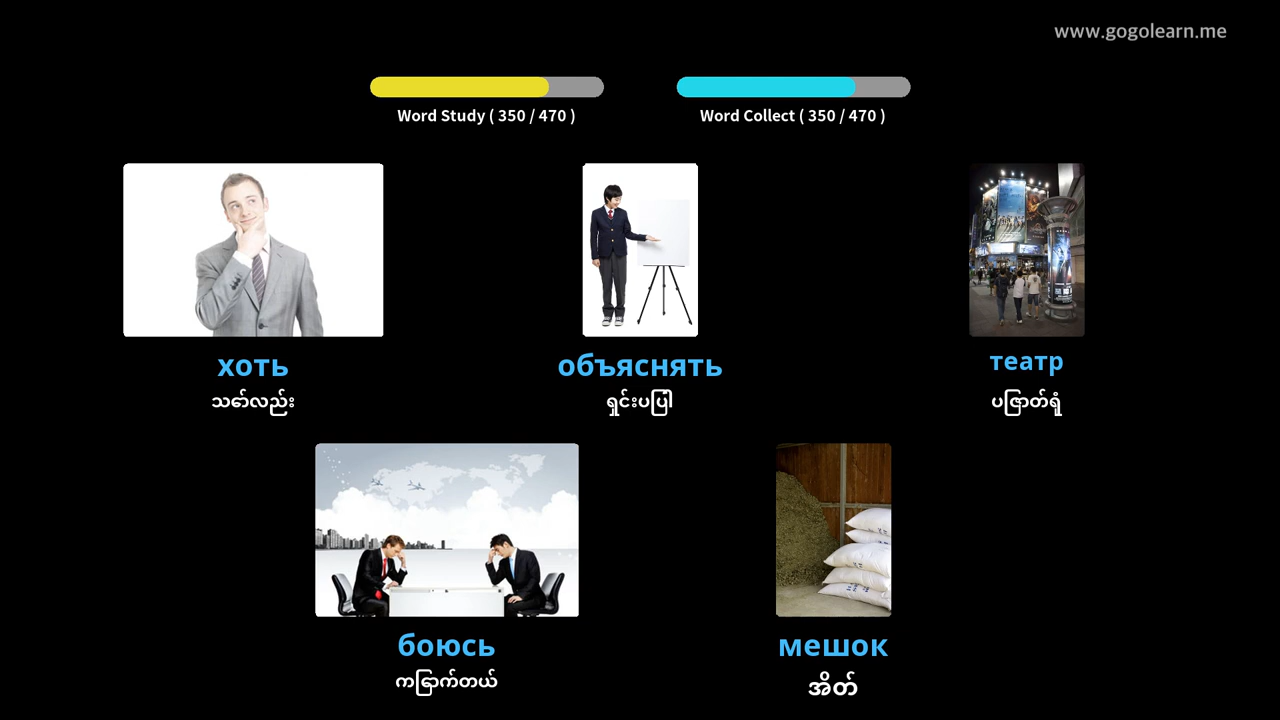 www.gogolearn.me
Word Study ( 350 / 470 )
Word Collect ( 350 / 470 )
хоть
သော်လည်း
объяснять
ရှင်းပပြါ
театр
ပဇြာတ်ရုံ
боюсь
ကြောက်တယ်
мешок
အိတ်